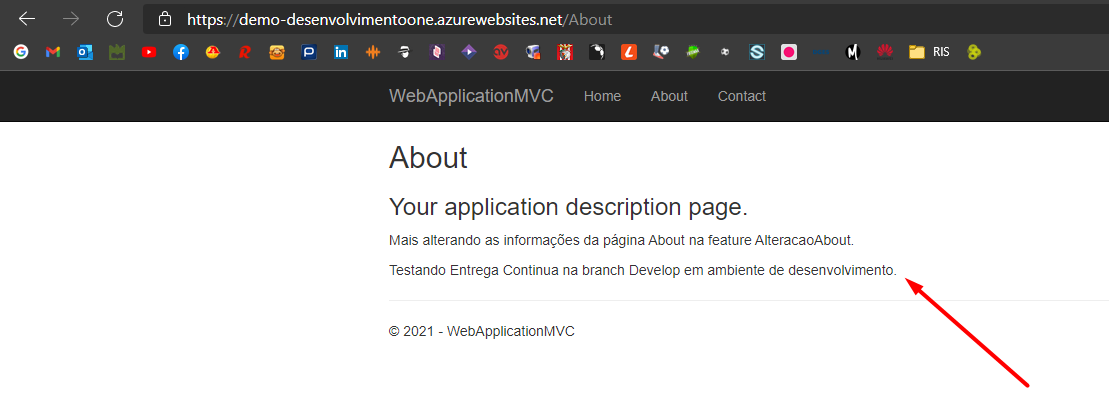 https://demo-desenvolvimentoone.azurewebsites.net/About
RIS
WebApplicationMVC Home About Contact
About
Your application description page.
Mais alterando as informações da página About na feature AlteracaoAbout.
Testando Entrega Continua na branch Develop em ambiente de desenvolvimento.
© 2021 - WebApplicationMVC